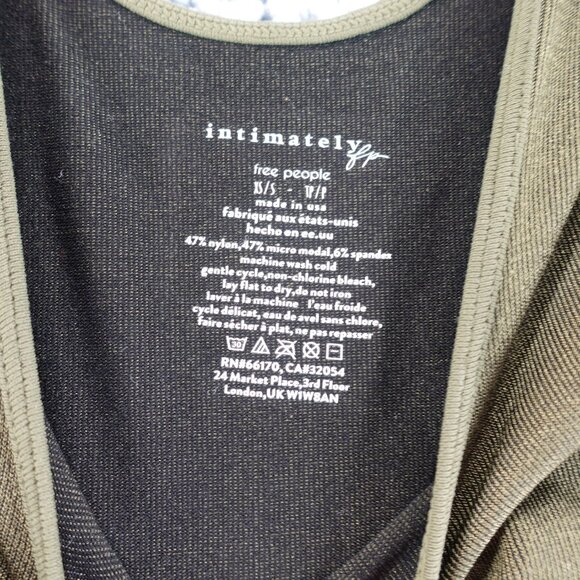 intimately fp
free people
XS/S - TP/P
made in usa
fabriqué aux états-unis
hecho en ee.uu
47% nylon,47% micro modal,6% spandex
machine wash cold
gentle cycle,non-chlorine bleach,
lay flat to dry,do not iron
laver à la machine l'eau froide
cycle délicat, eau de avel sans chlore,
faire sécher à plat, ne pas repasser
30
RN#66170, CA#32054
24 Market Place,3rd Floor
London,UK W1W8AN